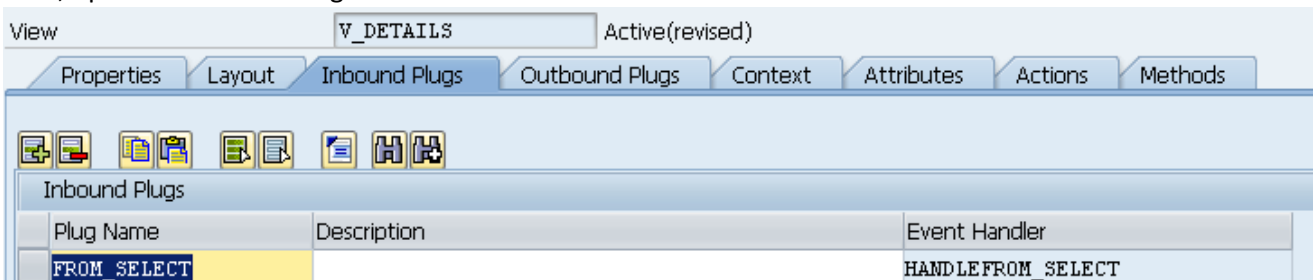 View V_DETAILS Active(revised)
Properties Layout Inbound Plugs Outbound Plugs Context Attributes Actions Methods
Inbound Plugs
Plug Name Description Event Handler
FROM_SELECT HANDLEFROM_SELECT